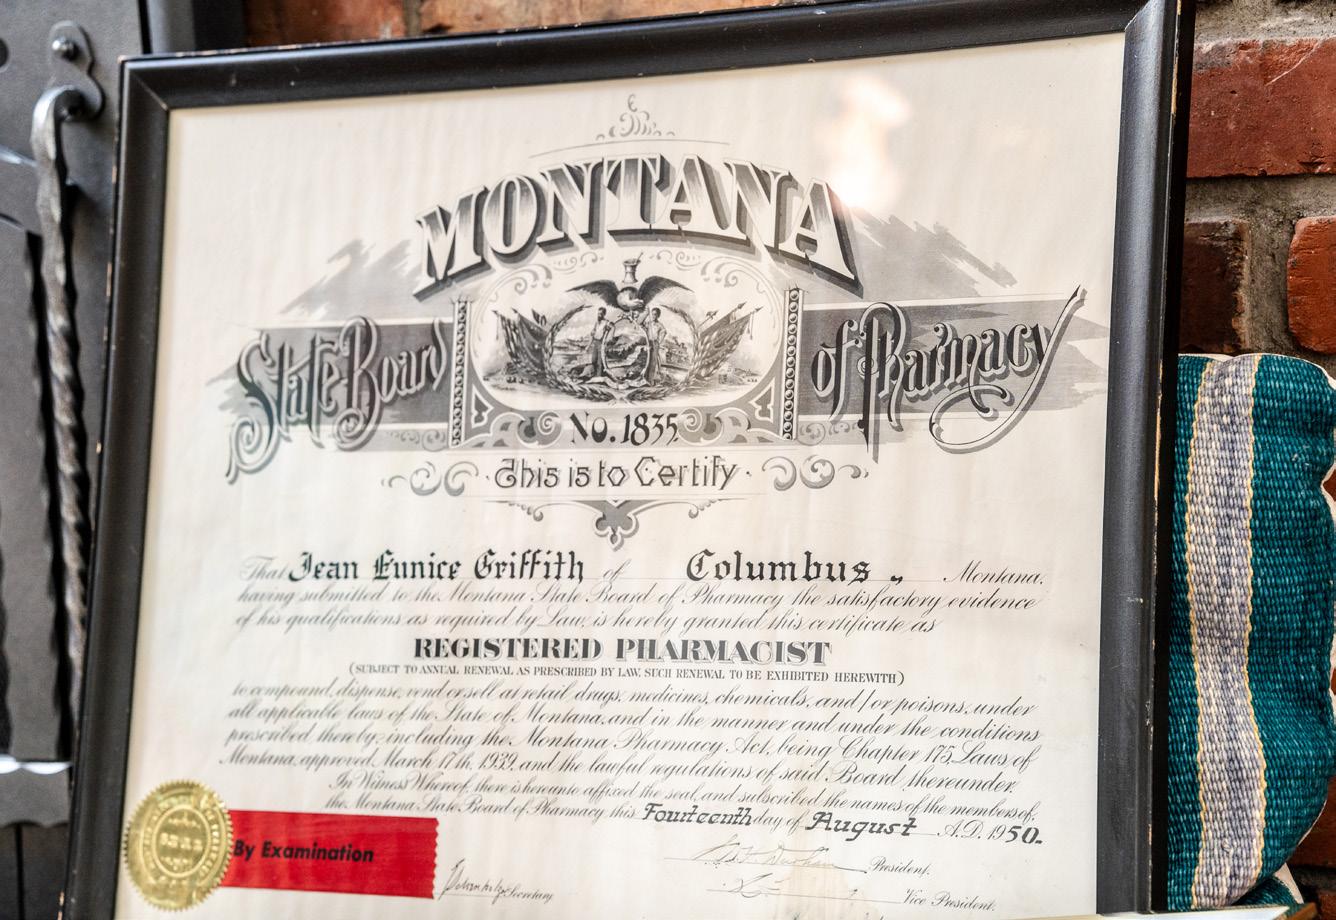 MONTANA
State Board of Pharmacy
No. 1835
This is to Certify
That Jean Eunice Griffith of Columbus, Montana,
having submitted to the Montana State Board of Pharmacy the satisfactory evidence
of his qualifications as required by Law, is hereby granted this certificate as
REGISTERED PHARMACIST
(SUBJECT TO ANNUAL RENEWAL AS PRESCRIBED BY LAW, SUCH RENEWAL TO BE EXHIBITED HEREWITH)
to compound, dispense, vend or sell at retail drugs, medicines, chemicals, and/or poisons, under
all applicable laws of the State of Montana, and in the manner and under the conditions
prescribed thereby, including the Montana Pharmacy Act, being Chapter 175, Laws of
Montana, approved March 17th, 1939, and the lawful regulations of said Board thereunder.
In Witness Whereof, there is hereunto affixed the seal, and subscribed the names of the members of,
the Montana State Board of Pharmacy this Fourteenth day of August A.D. 1950.
By Examination
President.
Secretary
Vice President.